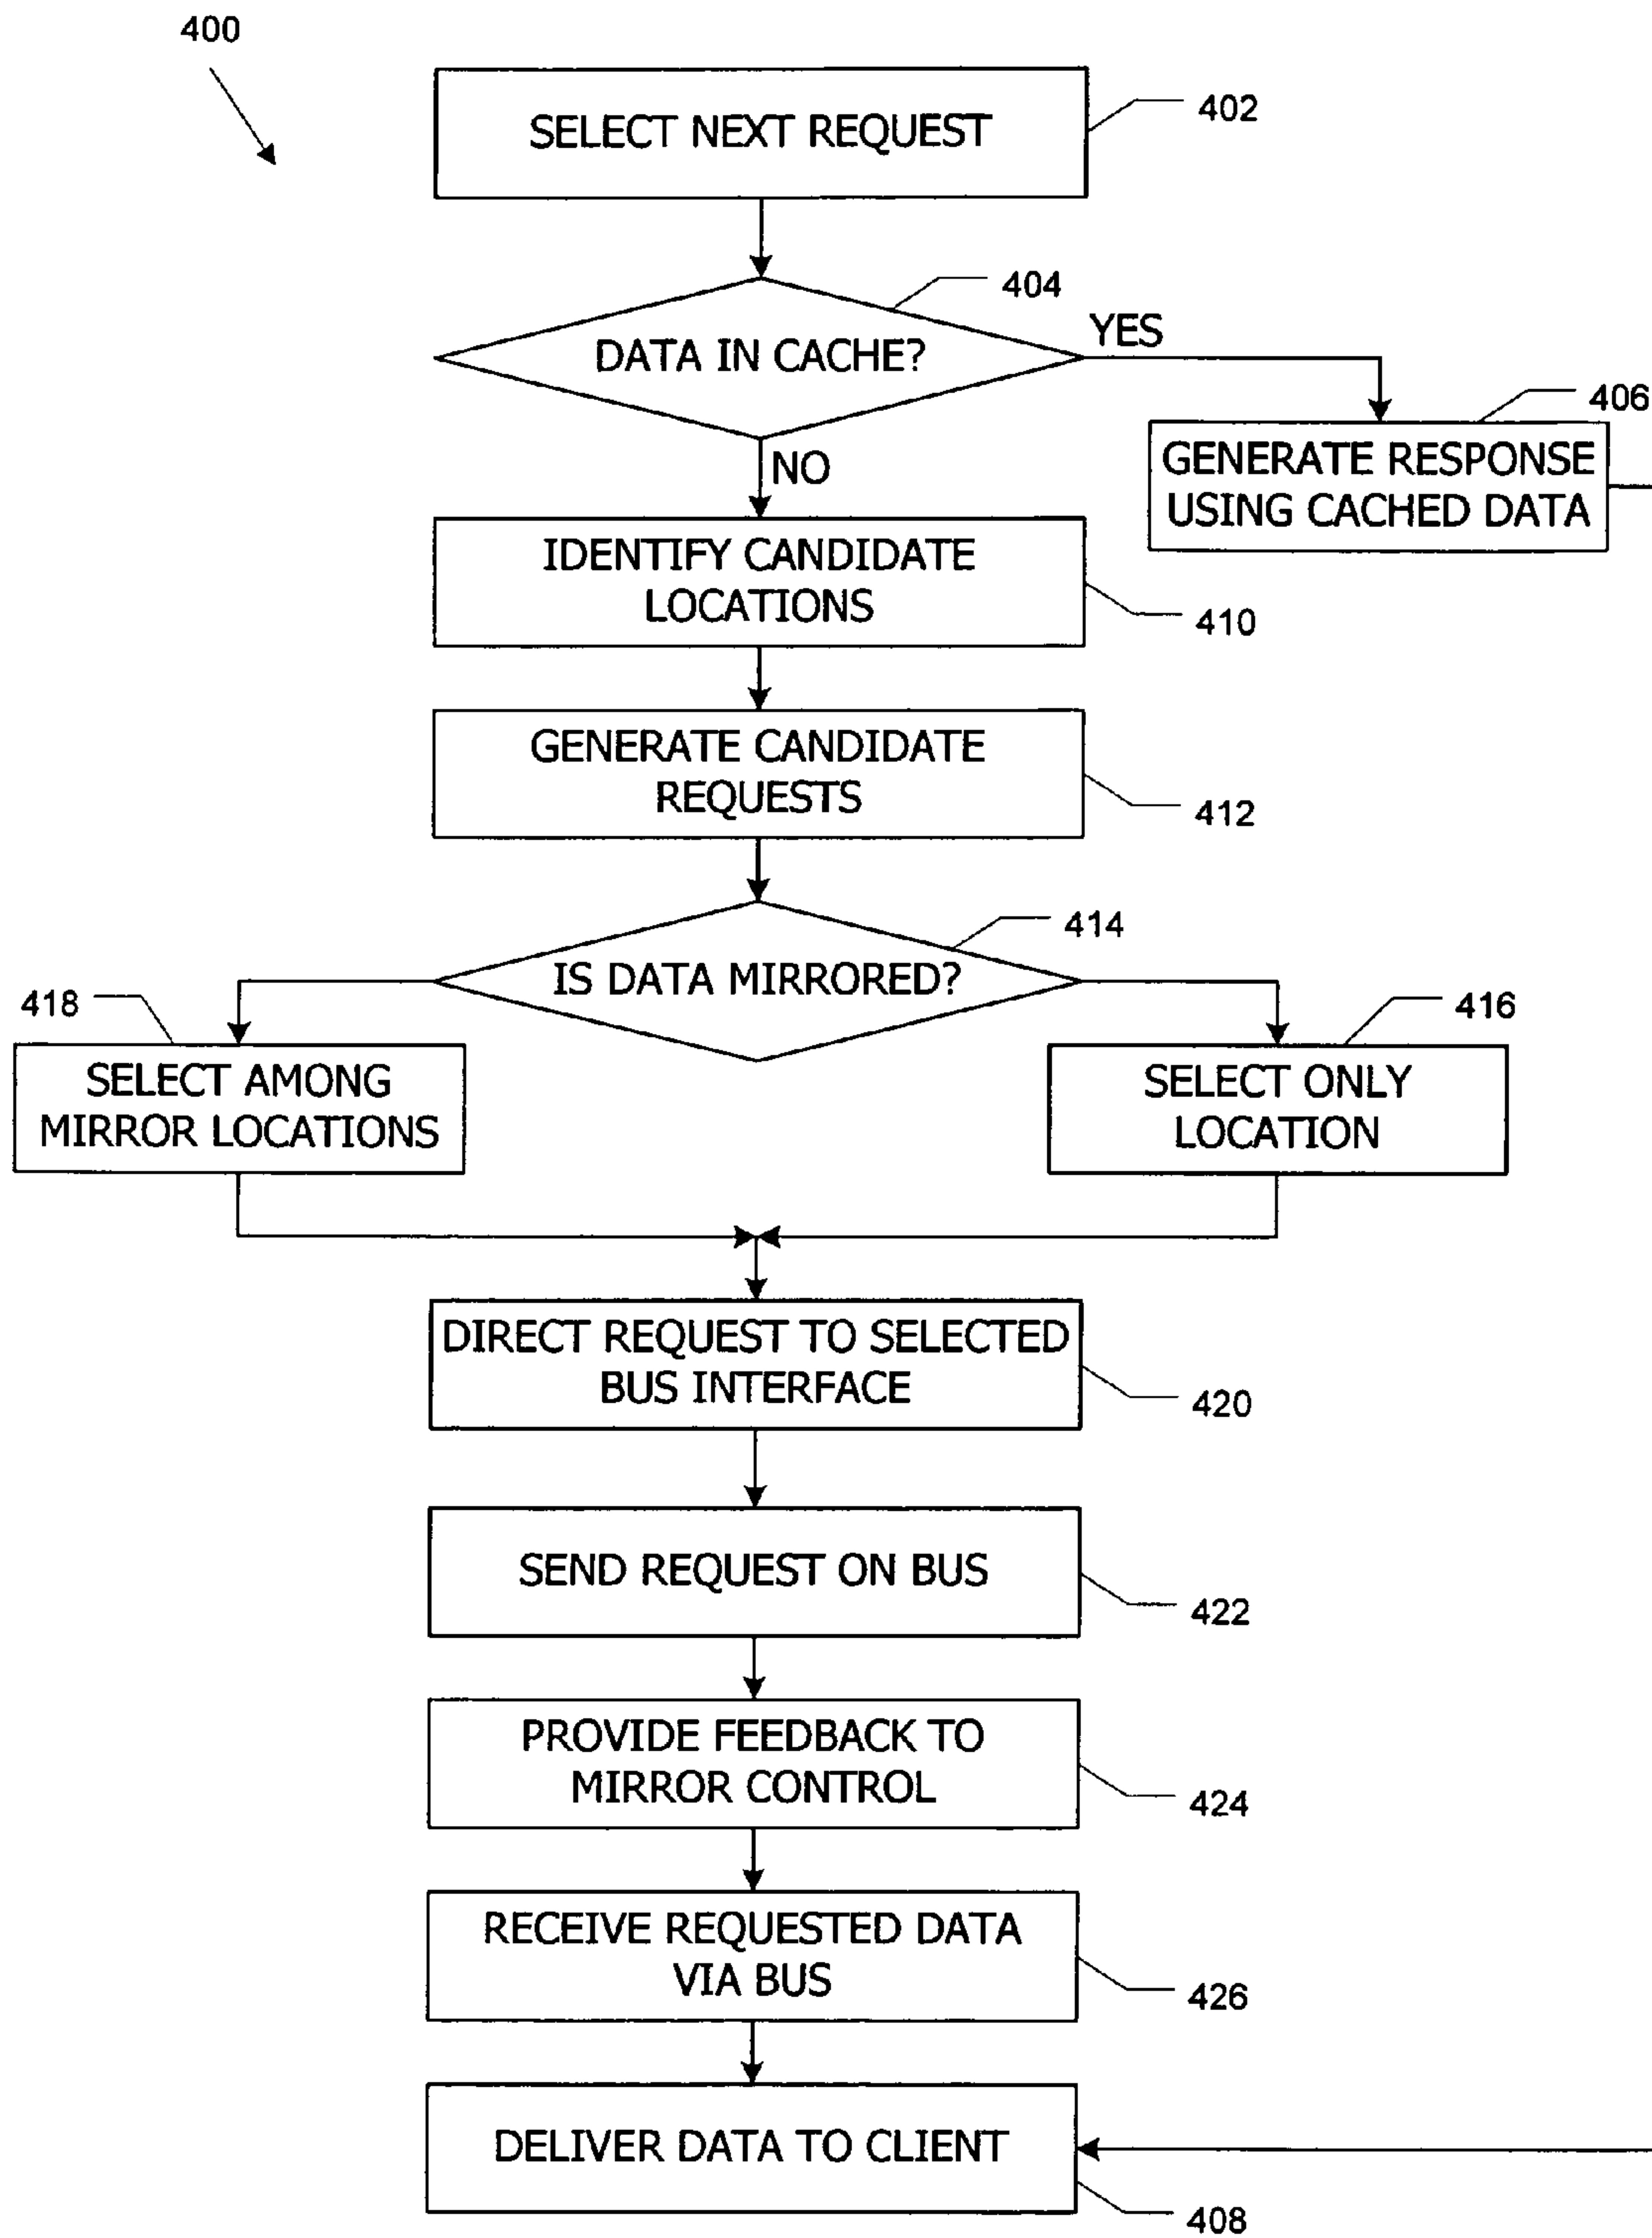 400
SELECT NEXT REQUEST
402
404
DATA IN CACHE?
YES
406
GENERATE RESPONSE
USING CACHED DATA
NO
IDENTIFY CANDIDATE
LOCATIONS
410
GENERATE CANDIDATE
REQUESTS
412
414
IS DATA MIRRORED?
418
416
SELECT AMONG
MIRROR LOCATIONS
SELECT ONLY
LOCATION
DIRECT REQUEST TO SELECTED
BUS INTERFACE
420
SEND REQUEST ON BUS
422
PROVIDE FEEDBACK TO
MIRROR CONTROL
424
RECEIVE REQUESTED DATA
VIA BUS
426
DELIVER DATA TO CLIENT
408